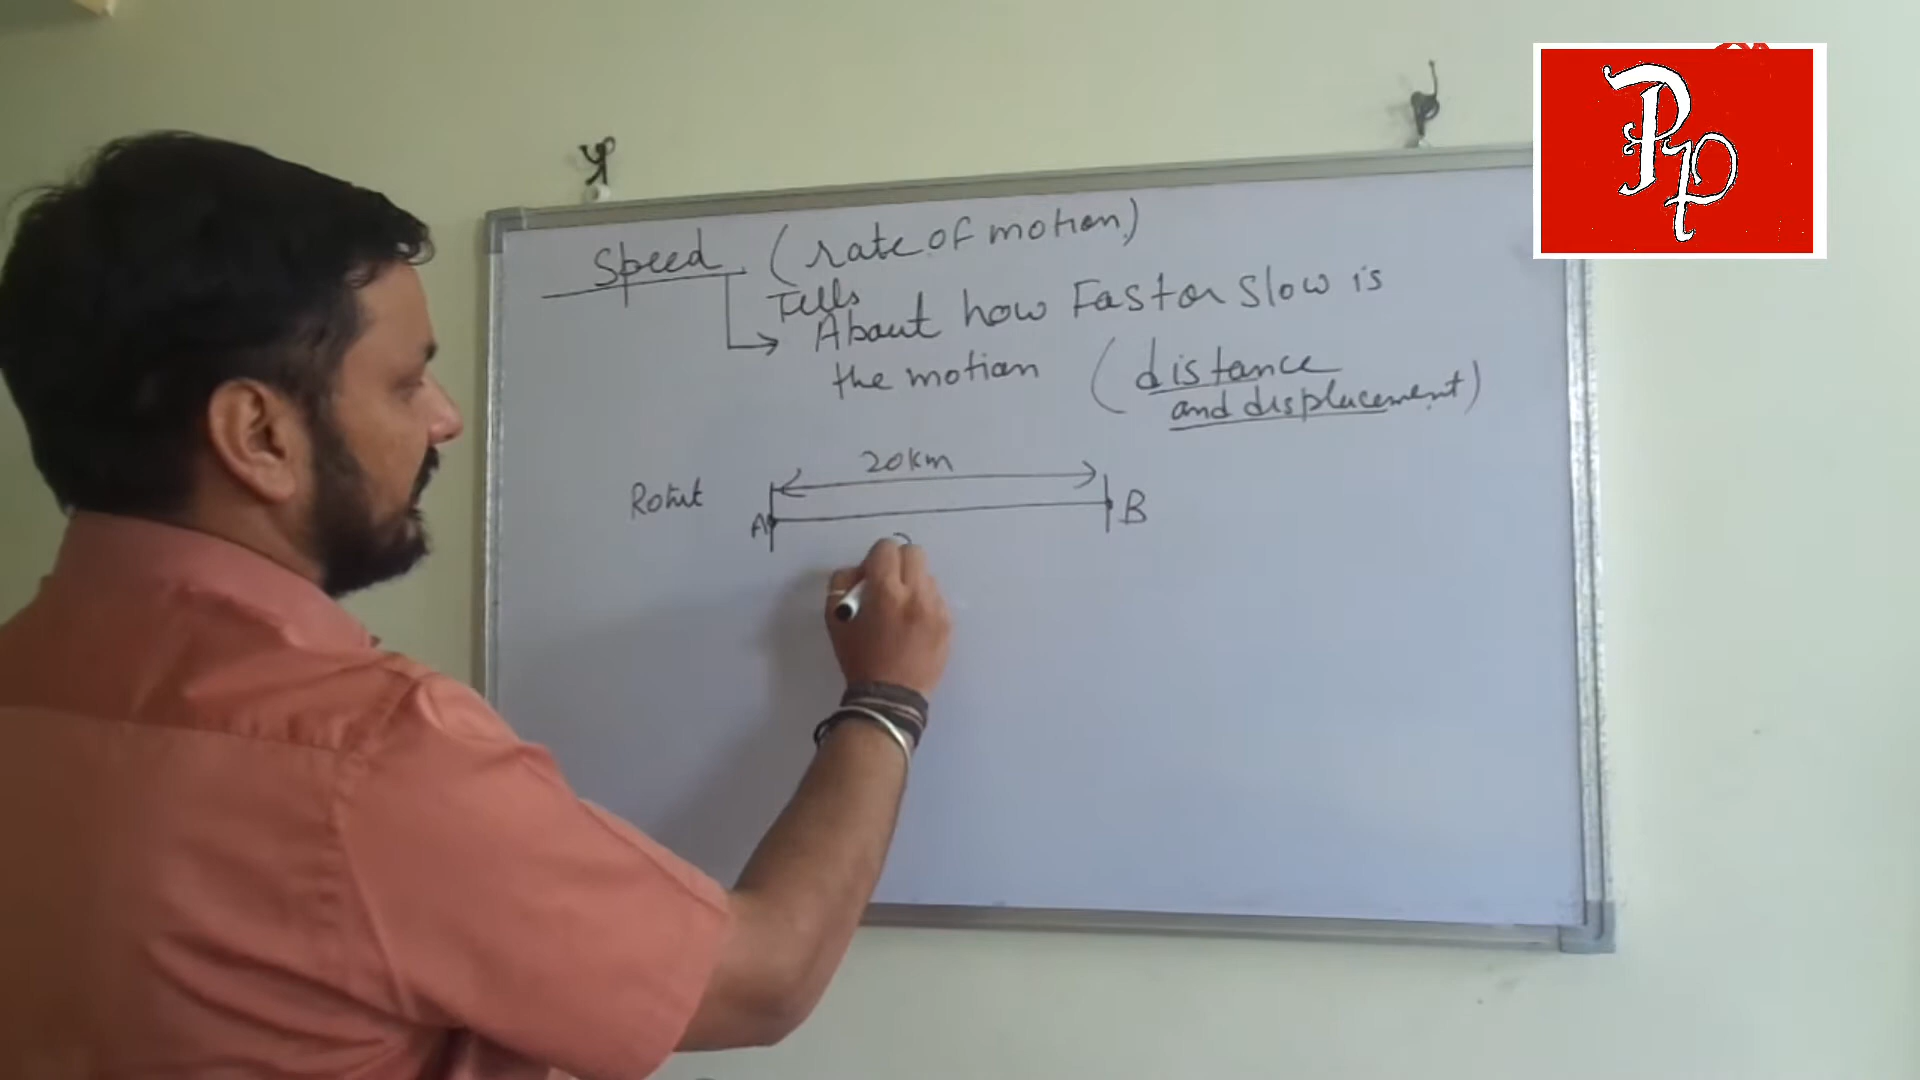 Speed (rate of motion)
Tells
About how Fast or slow is
the motion (distance
and displacement)
20km
Rohit A B
PP